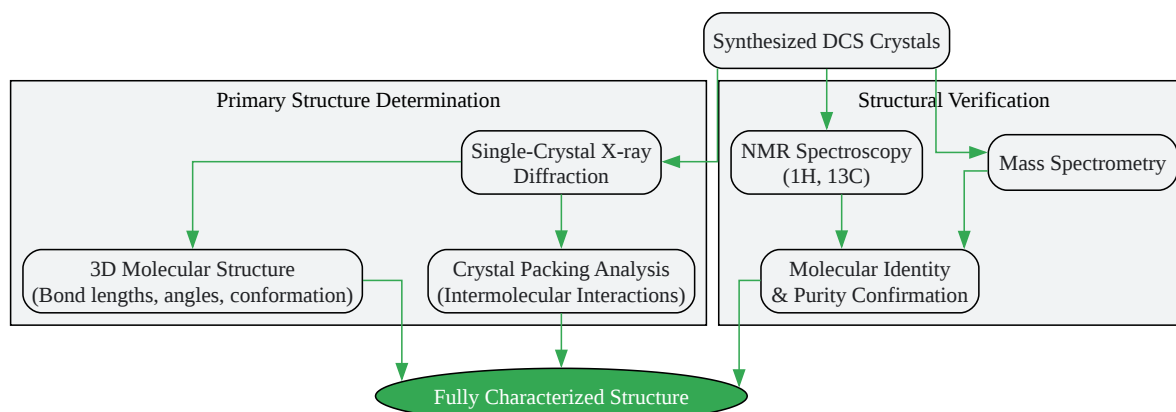 Synthesized DCS Crystals
Primary Structure Determination
Structural Verification
Single-Crystal X-ray
Diffraction
NMR Spectroscopy
(1H, 13C)
Mass Spectrometry
3D Molecular Structure
(Bond lengths, angles, conformation)
Crystal Packing Analysis
(Intermolecular Interactions)
Molecular Identity
& Purity Confirmation
Fully Characterized Structure